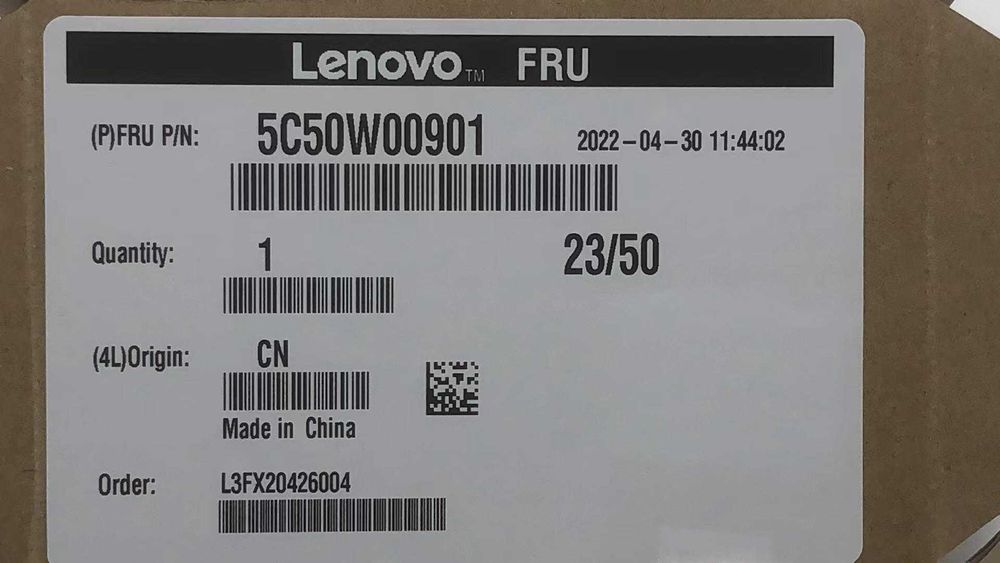 Lenovo™ FRU
(P)FRU P/N: 5C50W00901 2022-04-30 11:44:02
Quantity: 1 23/50
(4L)Origin: CN
Made in China
Order: L3FX20426004